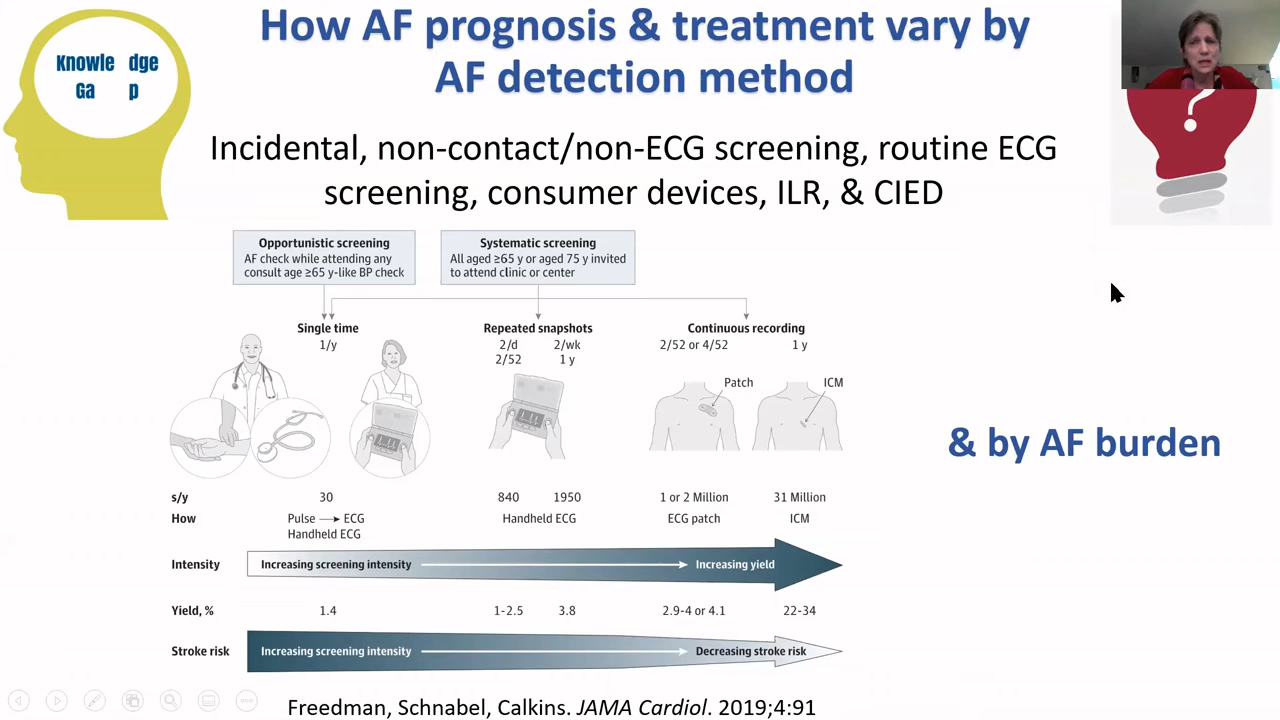 How AF prognosis & treatment vary by
AF detection method
Knowle dge
Ga p
?
Incidental, non-contact/non-ECG screening, routine ECG
screening, consumer devices, ILR, & CIED
Opportunistic screening
AF check while attending any
consult age ≥65 y-like BP check
Systematic screening
All aged ≥65 y or aged 75 y invited
to attend clinic or center
Single time
1/y
Repeated snapshots
2/d 2/wk
2/52 1 y
Continuous recording
2/52 or 4/52 1 y
Patch
ICM
& by AF burden
s/y 30 840 1950 1 or 2 Million 31 Million
How Pulse → ECG Handheld ECG ECG patch ICM
Handheld ECG
Intensity Increasing screening intensity Increasing yield
Yield, % 1.4 1-2.5 3.8 2.9-4 or 4.1 22-34
Stroke risk Increasing screening intensity Decreasing stroke risk
Freedman, Schnabel, Calkins. JAMA Cardiol. 2019;4:91